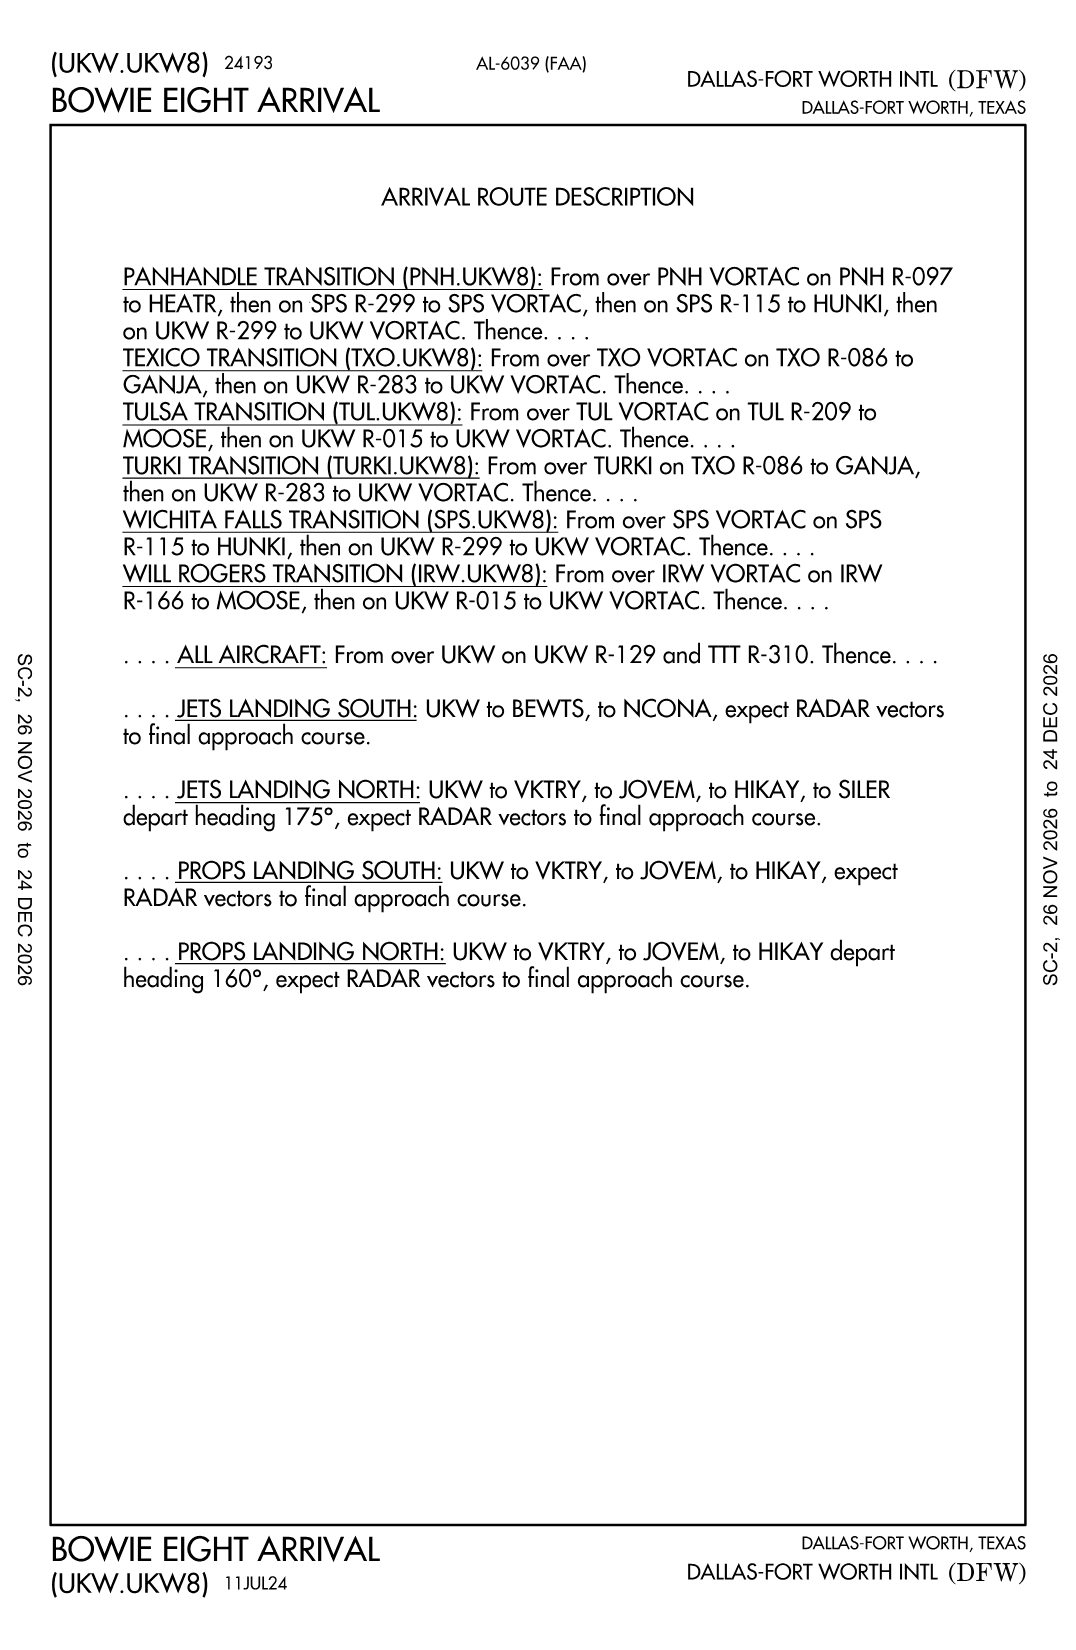 (UKW.UKW8) 24193
AL-6039 (FAA)
DALLAS-FORT WORTH INTL (DFW)
BOWIE EIGHT ARRIVAL
DALLAS-FORT WORTH, TEXAS
ARRIVAL ROUTE DESCRIPTION
PANHANDLE TRANSITION (PNH.UKW8): From over PNH VORTAC on PNH R-097
to HEATR, then on SPS R-299 to SPS VORTAC, then on SPS R-115 to HUNKI, then
on UKW R-299 to UKW VORTAC. Thence. . . .
TEXICO TRANSITION (TXO.UKW8): From over TXO VORTAC on TXO R-086 to
GANJA, then on UKW R-283 to UKW VORTAC. Thence. . . .
TULSA TRANSITION (TUL.UKW8): From over TUL VORTAC on TUL R-209 to
MOOSE, then on UKW R-015 to UKW VORTAC. Thence. . . .
TURKI TRANSITION (TURKI.UKW8): From over TURKI on TXO R-086 to GANJA,
then on UKW R-283 to UKW VORTAC. Thence. . . .
WICHITA FALLS TRANSITION (SPS.UKW8): From over SPS VORTAC on SPS
R-115 to HUNKI, then on UKW R-299 to UKW VORTAC. Thence. . . .
WILL ROGERS TRANSITION (IRW.UKW8): From over IRW VORTAC on IRW
R-166 to MOOSE, then on UKW R-015 to UKW VORTAC. Thence. . . .
. . . . ALL AIRCRAFT: From over UKW on UKW R-129 and TTT R-310. Thence. . . .
. . . . JETS LANDING SOUTH: UKW to BEWTS, to NCONA, expect RADAR vectors
to final approach course.
. . . . JETS LANDING NORTH: UKW to VKTRY, to JOVEM, to HIKAY, to SILER
depart heading 175°, expect RADAR vectors to final approach course.
. . . . PROPS LANDING SOUTH: UKW to VKTRY, to JOVEM, to HIKAY, expect
RADAR vectors to final approach course.
. . . . PROPS LANDING NORTH: UKW to VKTRY, to JOVEM, to HIKAY depart
heading 160°, expect RADAR vectors to final approach course.
SC-2, 26 NOV 2026 to 24 DEC 2026
SC-2, 26 NOV 2026 to 24 DEC 2026
BOWIE EIGHT ARRIVAL
DALLAS-FORT WORTH, TEXAS
(UKW.UKW8) 11JUL24
DALLAS-FORT WORTH INTL (DFW)